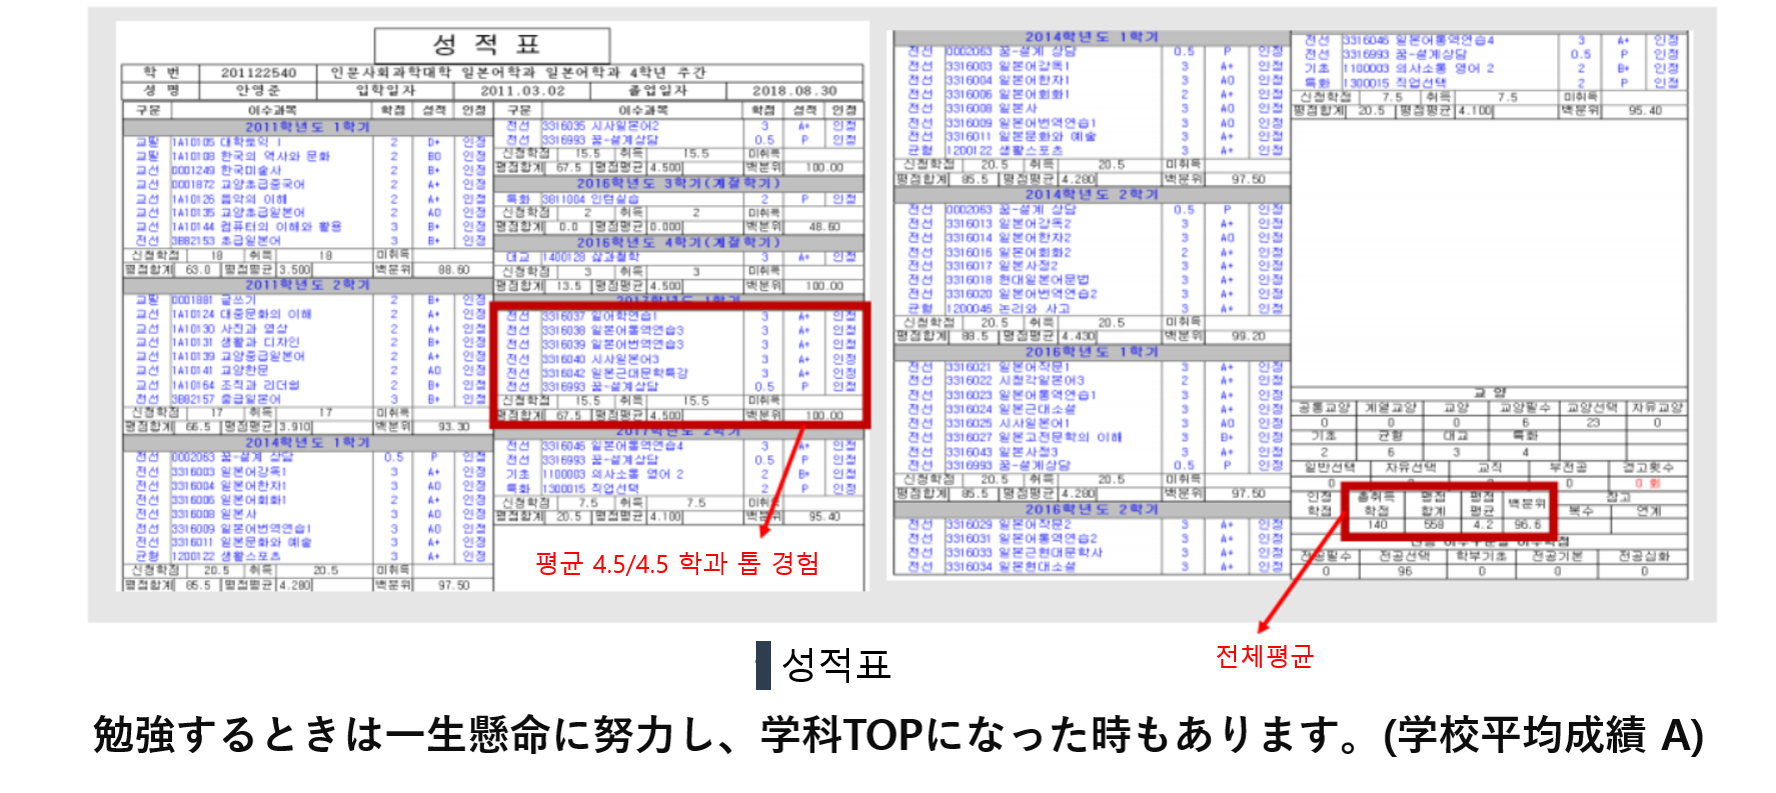 성 적 표
학 번 201122540 인문사회과학대학 일본어학과 일본어학과 4학년 주간
성 명 안영준 입학일자 2011.03.02 졸업일자 2018.08.30
구분 이수과목 학점 성적 인정 구분 이수과목 학점 성적 인정
2011학년도 1학기
교필 1A10105 대학토익 I 2 D+ 인정
교필 1A10108 한국의 역사와 문화 2 B0 인정
교선 0001249 한국미술사 2 B+ 인정
교선 0001872 교양초급중국어 2 A+ 인정
교선 1A10126 음악의 이해 2 A+ 인정
교선 1A10135 교양초급일본어 2 A0 인정
교선 1A10144 컴퓨터의 이해와 활용 3 B+ 인정
전선 3B82153 초급일본어 3 B+ 인정
신청학점 18 취득 18 미취득
평점합계 63.0 평점평균 3.500 백분위 88.60
2011학년도 2학기
교필 0001881 글쓰기 2 B+ 인정
교선 1A10124 대중문화의 이해 2 B+ 인정
교선 1A10130 사진과 영상 2 A+ 인정
교선 1A10131 생활과 디자인 2 B+ 인정
교선 1A10139 교양중급일본어 2 A+ 인정
교선 1A10141 교양한문 2 A0 인정
교선 1A10164 조직과 리더쉽 2 B+ 인정
전선 3B82157 중급일본어 3 B+ 인정
신청학점 17 취득 17 미취득
평점합계 66.5 평점평균 3.910 백분위 93.30
2014학년도 1학기
전선 0002063 꿈-설계 상담 0.5 P 인정
전선 3316003 일본어강독1 3 A+ 인정
전선 3316004 일본어한자1 3 A0 인정
전선 3316006 일본어회화1 2 A+ 인정
전선 3316008 일본사 3 A0 인정
전선 3316009 일본어번역연습1 3 A0 인정
전선 3316011 일본문화와 예술 3 A+ 인정
균형 1200122 생활스포츠 3 A+ 인정
신청학점 20.5 취득 20.5 미취득
평점합계 85.5 평점평균 4.280 백분위 97.50
전선 3316035 시사일본어2 3 A+ 인정
전선 3316993 꿈-설계상담 0.5 P 인정
신청학점 15.5 취득 15.5 미취득
평점합계 67.5 평점평균 4.500 백분위 100.00
2016학년도 3학기(계절학기)
특화 3811004 인턴실습 2 P 인정
신청학점 2 취득 2 미취득
평점합계 0.0 평점평균 0.000 백분위 48.60
2016학년도 4학기(계절학기)
대교 1400128 삶과철학 3 A+ 인정
신청학점 3 취득 3 미취득
평점합계 13.5 평점평균 4.500 백분위 100.00
2017학년도 1학기
전선 3316037 일어학연습1 3 A+ 인정
전선 3316038 일본어통역연습3 3 A+ 인정
전선 3316039 일본어번역연습3 3 A+ 인정
전선 3316040 시사일본어3 3 A+ 인정
전선 3316042 일본근대문학특강 3 A+ 인정
전선 3316993 꿈-설계상담 0.5 P 인정
신청학점 15.5 취득 15.5 미취득
평점합계 67.5 평점평균 4.500 백분위 100.00
2017학년도 2학기
전선 3316046 일본어통역연습4 3 A+ 인정
전선 3316993 꿈-설계상담 0.5 P 인정
기초 1100003 의사소통 영어 2 2 B+ 인정
특화 1300015 직업선택 2 P 인정
신청학점 7.5 취득 7.5 미취득
평점합계 20.5 평점평균 4.100 백분위 95.40
평균 4.5/4.5 학과 톱 경험
2014학년도 1학기
전선 0002063 꿈-설계 상담 0.5 P 인정
전선 3316003 일본어강독1 3 A+ 인정
전선 3316004 일본어한자1 3 A0 인정
전선 3316006 일본어회화1 2 A+ 인정
전선 3316008 일본사 3 A0 인정
전선 3316009 일본어번역연습1 3 A0 인정
전선 3316011 일본문화와 예술 3 A+ 인정
균형 1200122 생활스포츠 3 A+ 인정
신청학점 20.5 취득 20.5 미취득
평점합계 85.5 평점평균 4.280 백분위 97.50
2014학년도 2학기
전선 0002063 꿈-설계 상담 0.5 P 인정
전선 3316013 일본어강독2 3 A+ 인정
전선 3316014 일본어한자2 3 A0 인정
전선 3316016 일본어회화2 2 A+ 인정
전선 3316017 일본사정2 3 A+ 인정
전선 3316018 현대일본어문법 3 A+ 인정
전선 3316020 일본어번역연습2 3 A+ 인정
균형 1200046 논리와 사고 3 A+ 인정
신청학점 20.5 취득 20.5 미취득
평점합계 88.5 평점평균 4.430 백분위 99.20
2016학년도 1학기
전선 3316021 일본어작문1 3 A+ 인정
전선 3316022 시청각일본어3 2 A+ 인정
전선 3316023 일본어통역연습1 3 A+ 인정
전선 3316024 일본근대소설 3 A+ 인정
전선 3316025 시사일본어1 3 A0 인정
전선 3316027 일본고전문학의 이해 3 B+ 인정
전선 3316043 일본사정3 3 A+ 인정
전선 3316993 꿈-설계상담 0.5 P 인정
신청학점 20.5 취득 20.5 미취득
평점합계 85.5 평점평균 4.280 백분위 97.50
2016학년도 2학기
전선 3316029 일본어작문2 3 A+ 인정
전선 3316031 일본어통역연습2 3 A+ 인정
전선 3316033 일본근현대문학사 3 A+ 인정
전선 3316034 일본현대소설 3 A+ 인정
전선 3316046 일본어통역연습4 3 A+ 인정
전선 3316993 꿈-설계상담 0.5 P 인정
기초 1100003 의사소통 영어 2 2 B+ 인정
특화 1300015 직업선택 2 P 인정
신청학점 7.5 취득 7.5 미취득
평점합계 20.5 평점평균 4.100 백분위 95.40
교 양
공통교양 계열교양 교양 교양필수 교양선택 자유교양
0 0 0 6 23 0
기초 균형 대교 특화
2 6 3 4
일반선택 자유선택 교직 부전공 경고횟수
0 0 0 회
인정학점 총취득학점 평점합계 평점평균 백분위 참고
복수 연계
140 558 4.2 96.6
전공필수 전공선택 학부기초 전공기본 전공심화
0 96 0 0 0
전체평균
성적표
勉強するときは一生懸命に努力し、学科TOPになった時もあります。(学校平均成績 A)